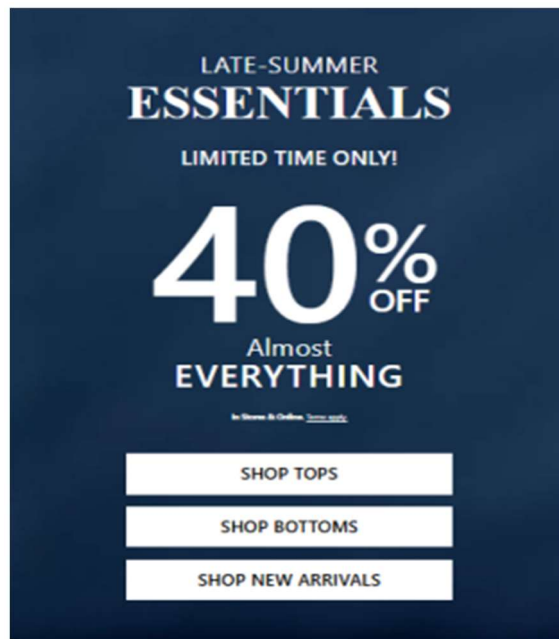 LATE-SUMMER
ESSENTIALS
LIMITED TIME ONLY!
40%
OFF
Almost
EVERYTHING
In Stores & Online. Terms apply.
SHOP TOPS
SHOP BOTTOMS
SHOP NEW ARRIVALS